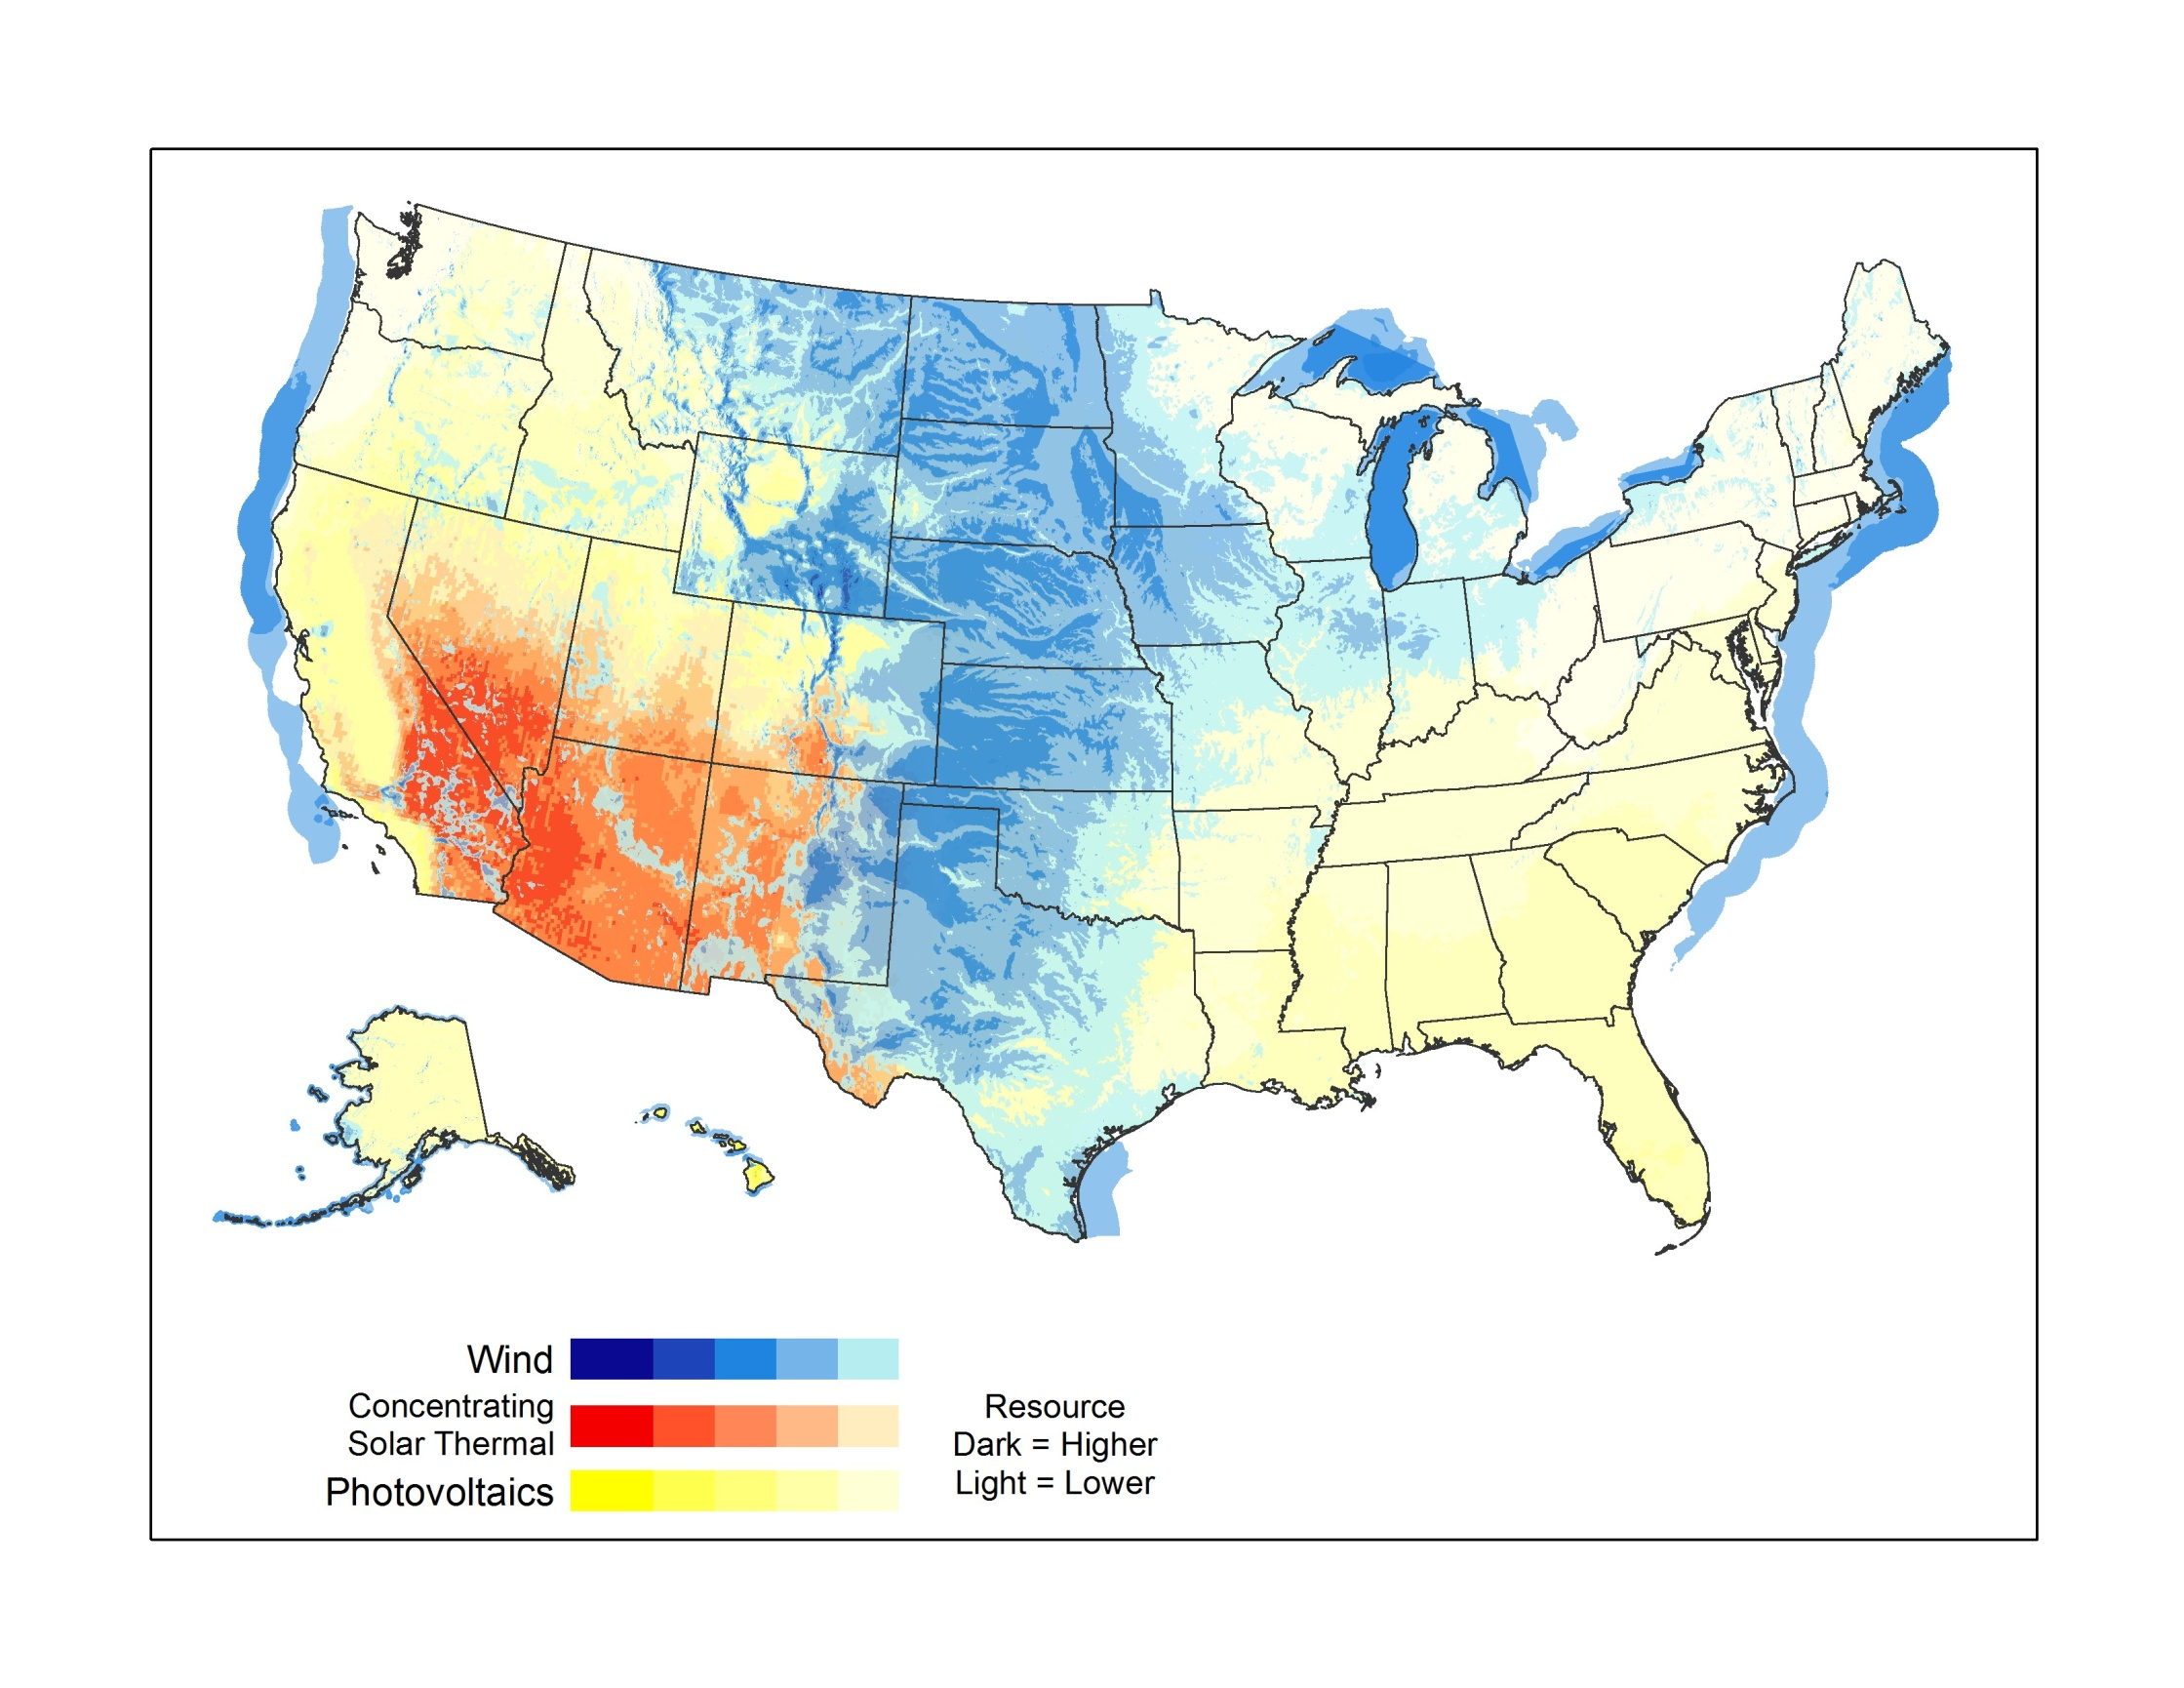 Wind
Concentrating
Solar Thermal
Photovoltaics
Resource
Dark = Higher
Light = Lower